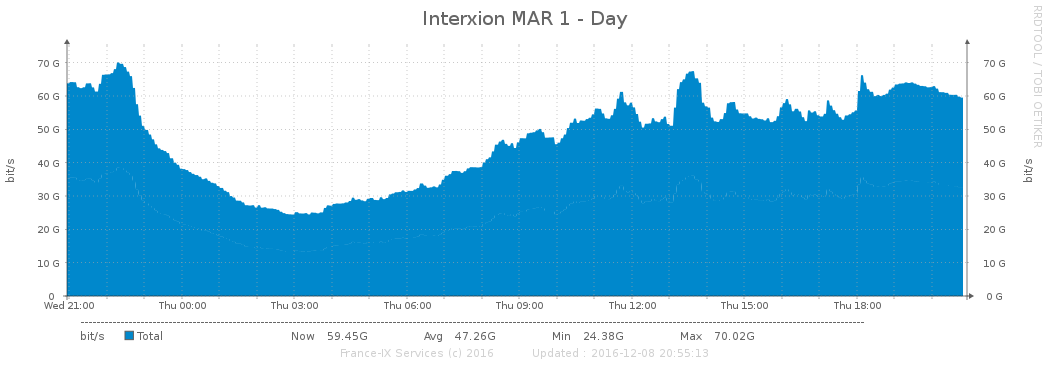 Interxion MAR 1 - Day
RRDTOOL / TOBI OETIKER
bit/s
70 G 70 G
60 G 60 G
50 G 50 G
40 G 40 G
30 G 30 G
20 G 20 G
10 G 10 G
0 0 G
bit/s
Wed 21:00 Thu 00:00 Thu 03:00 Thu 06:00 Thu 09:00 Thu 12:00 Thu 15:00 Thu 18:00
bit/s Total Now 59.45G Avg 47.26G Min 24.38G Max 70.02G
France-IX Services (c) 2016 Updated : 2016-12-08 20:55:13